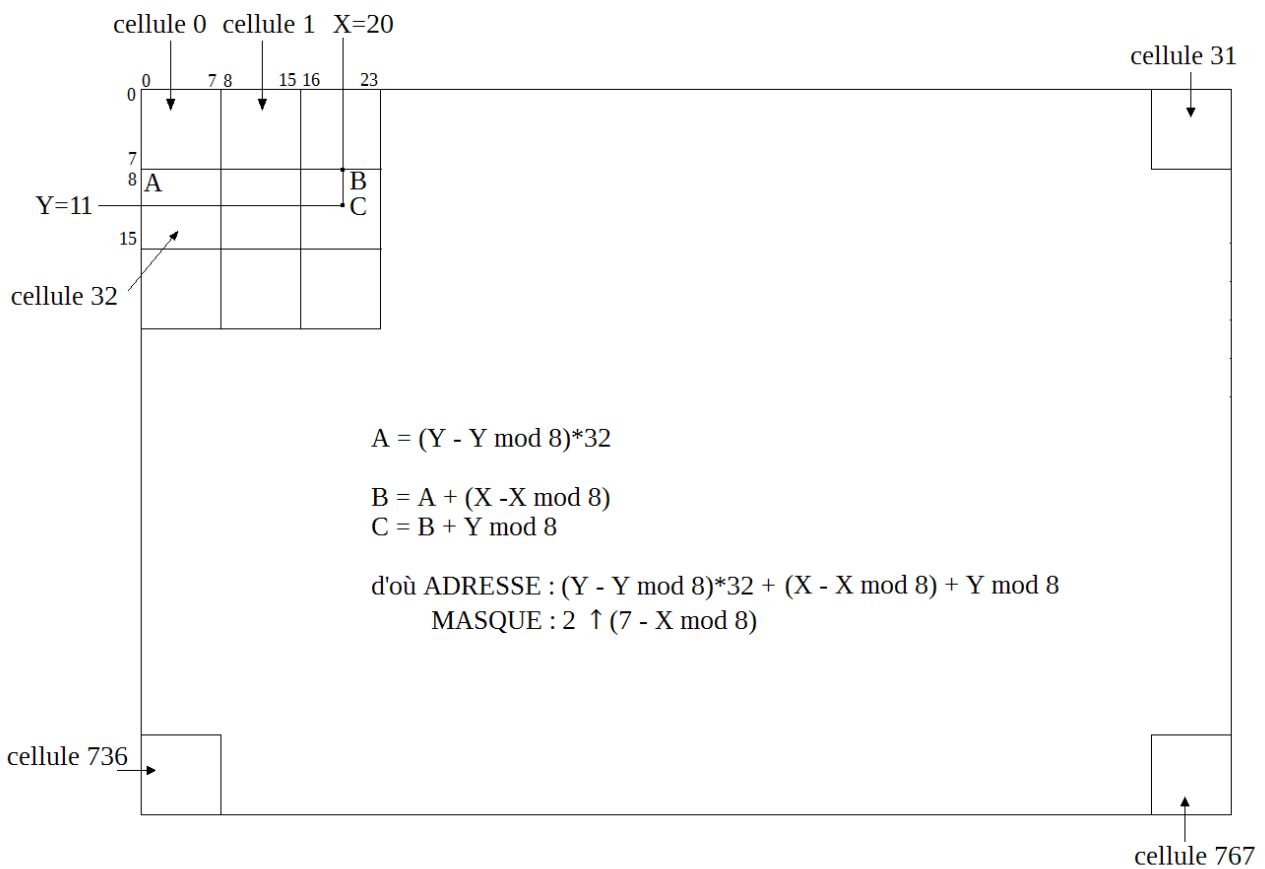 cellule 0 cellule 1 X=20
cellule 31
0 7 8 15 16 23
0
7
8 A B
Y=11 C
15
cellule 32
A = (Y - Y mod 8)*32
B = A + (X -X mod 8)
C = B + Y mod 8
d'où ADRESSE : (Y - Y mod 8)*32 + (X - X mod 8) + Y mod 8
MASQUE : 2 ↑ (7 - X mod 8)
cellule 736
cellule 767